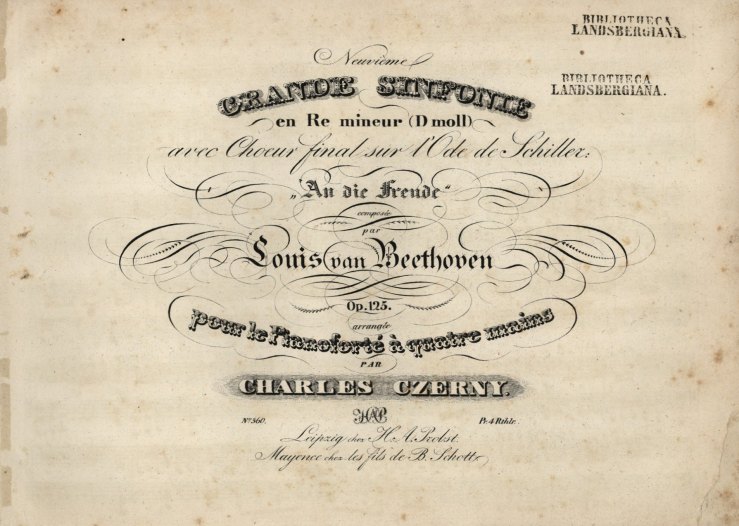 BIBLIOTHECA
LANDSBERGIANA.
BIBLIOTHECA
LANDSBERGIANA.
Neuvième
GRANDE SINFONIE
en Re mineur (D moll)
avec Choeur final sur l'Ode de Schiller:
„An die Freude“
composée
par
Louis van Beethoven
Op. 125.
arrangée
pour le Pianoforté à quatre mains
PAR
CHARLES CZERNY.
No. 360.
HAP
Pr. 4 Rthlr.
Leipzig chez H. A. Probst.
Mayence chez les fils de B. Schott.